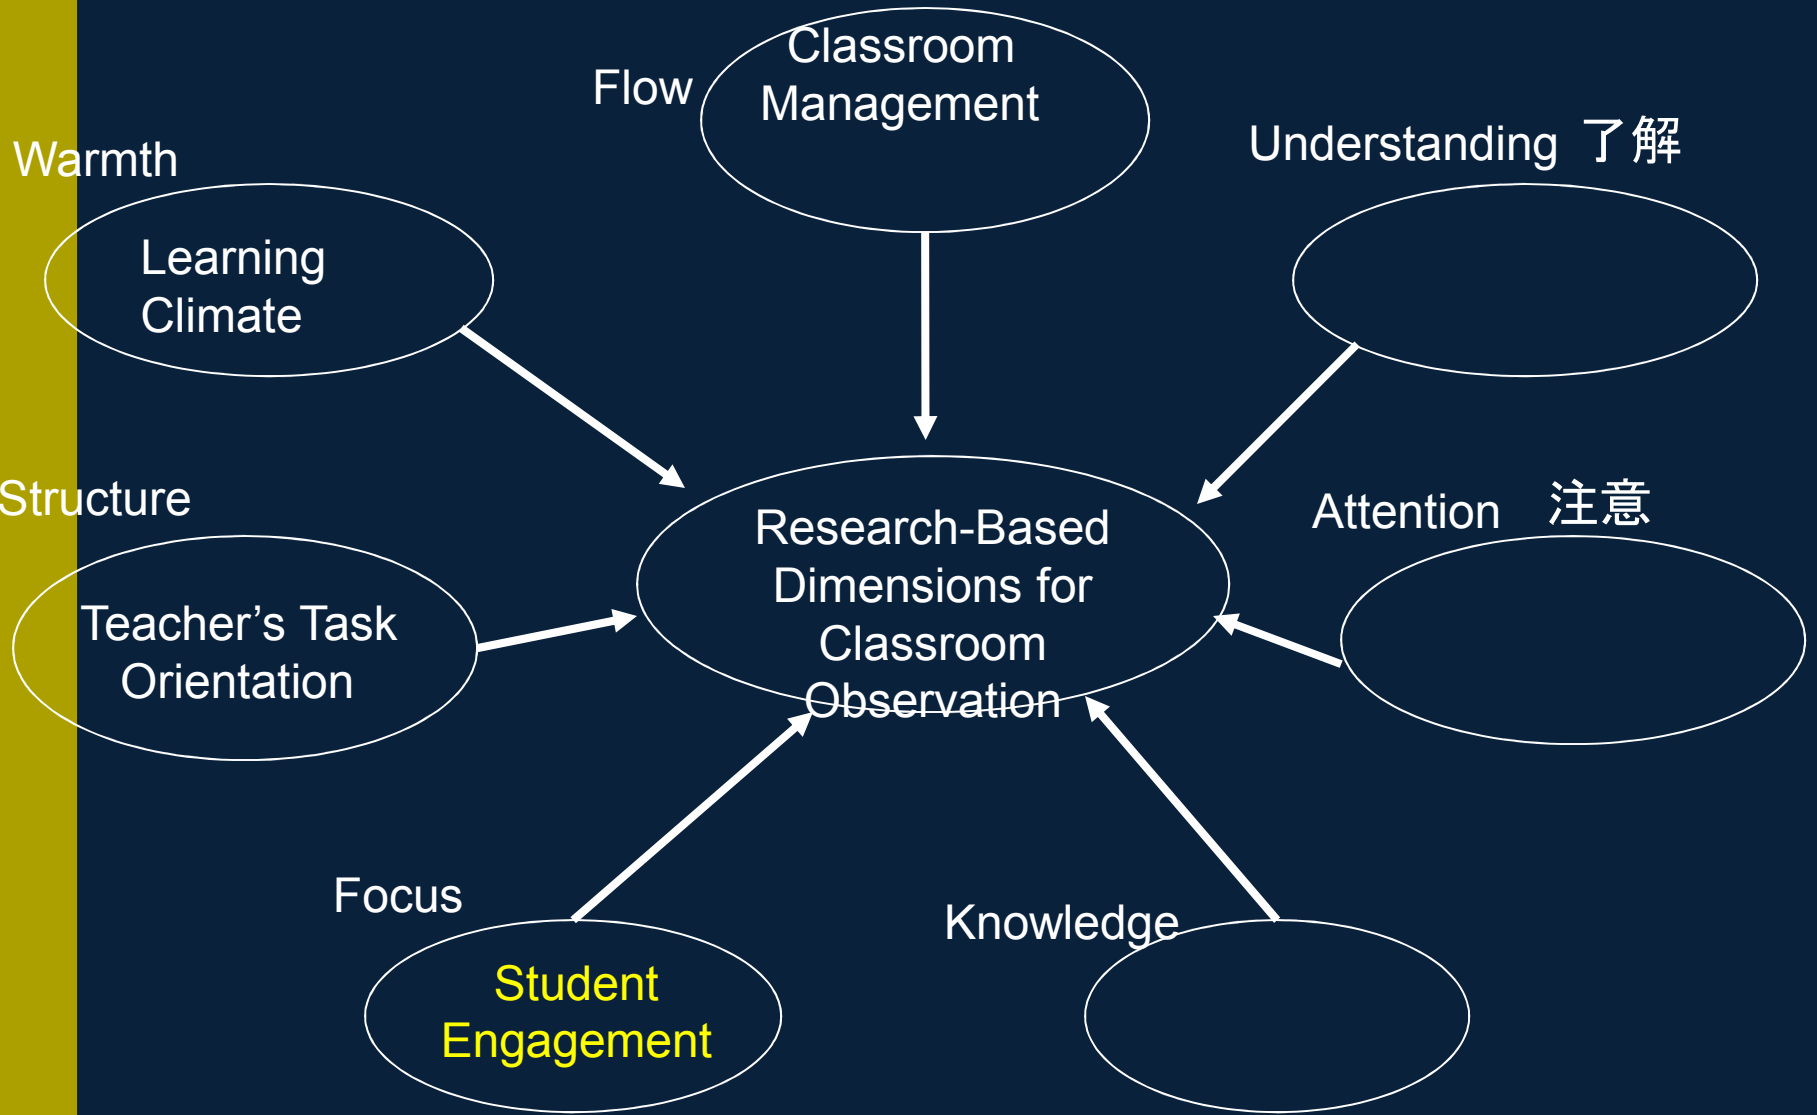 Flow
Classroom
Management
Understanding 了解
Warmth
Learning
Climate
Structure
Teacher’s Task
Orientation
Research-Based
Dimensions for
Classroom
Observation
Attention 注意
Focus
Student
Engagement
Knowledge